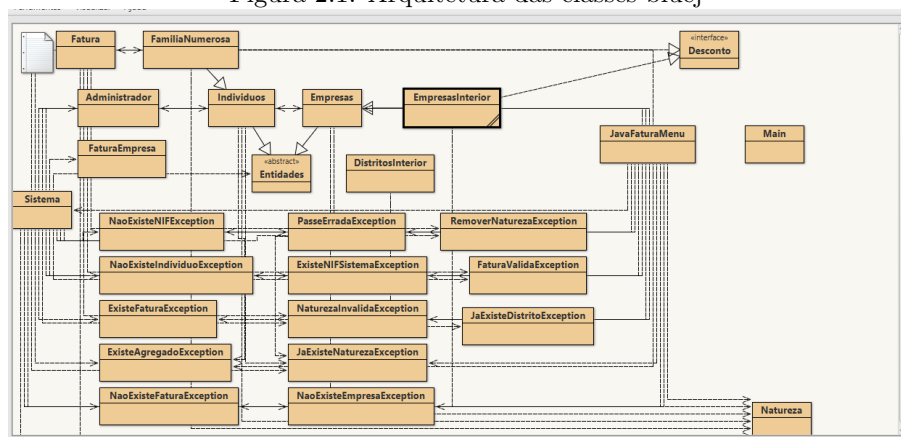 Figura 2.1: Arquitetura das classes bluej
Fatura
FamiliaNumerosa
«interface»
Desconto
Administrador
Individuos
Empresas
EmpresasInterior
JavaFaturaMenu
Main
FaturaEmpresa
«abstract»
Entidades
DistritosInterior
Sistema
NaoExisteNIFException
PasseErradaException
RemoverNaturezaException
NaoExisteIndividuoException
ExisteNIFSistemaException
FaturaValidaException
ExisteFaturaException
NaturezaInvalidaException
JaExisteDistritoException
ExisteAgregadoException
JaExisteNaturezaException
NaoExisteFaturaException
NaoExisteEmpresaException
Natureza